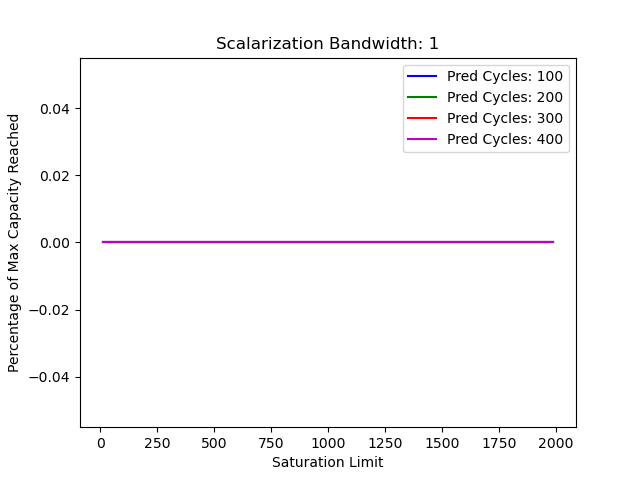 Scalarization Bandwidth: 1
Pred Cycles: 100
Pred Cycles: 200
Pred Cycles: 300
Pred Cycles: 400
Percentage of Max Capacity Reached
0.04
0.02
0.00
−0.02
−0.04
0 250 500 750 1000 1250 1500 1750 2000
Saturation Limit